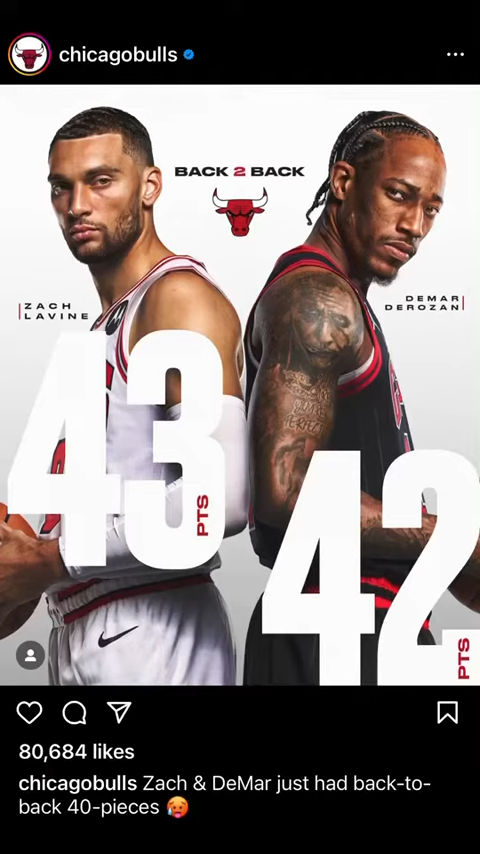 chicagobulls
BACK 2 BACK
ZACH
LAVINE
DEMAR
DEROZAN
43
PTS
42
PTS
80,684 likes
chicagobulls Zach & DeMar just had back-to-
back 40-pieces 🥵